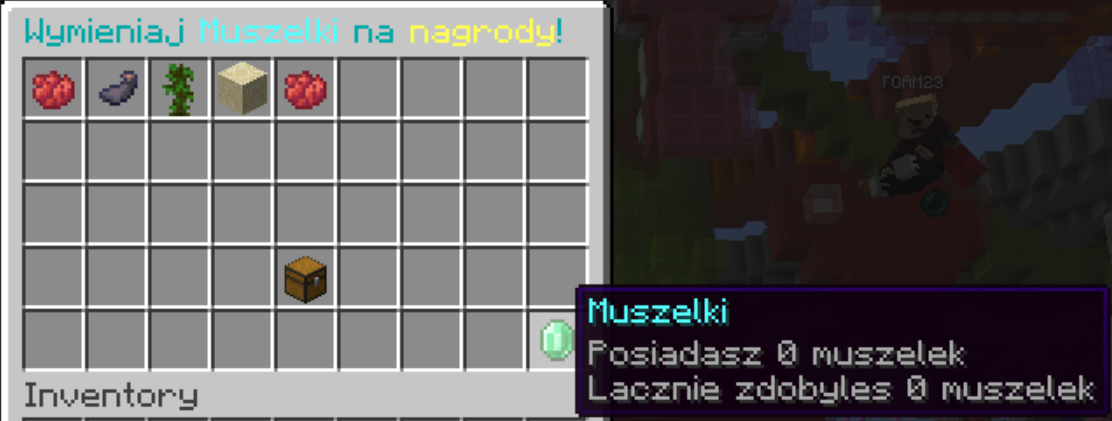 Wymieniaj Muszelki na nagrody!
FOAM23
Muszelki
Posiadasz 0 muszelek
Lacznie zdobyles 0 muszelek
Inventory